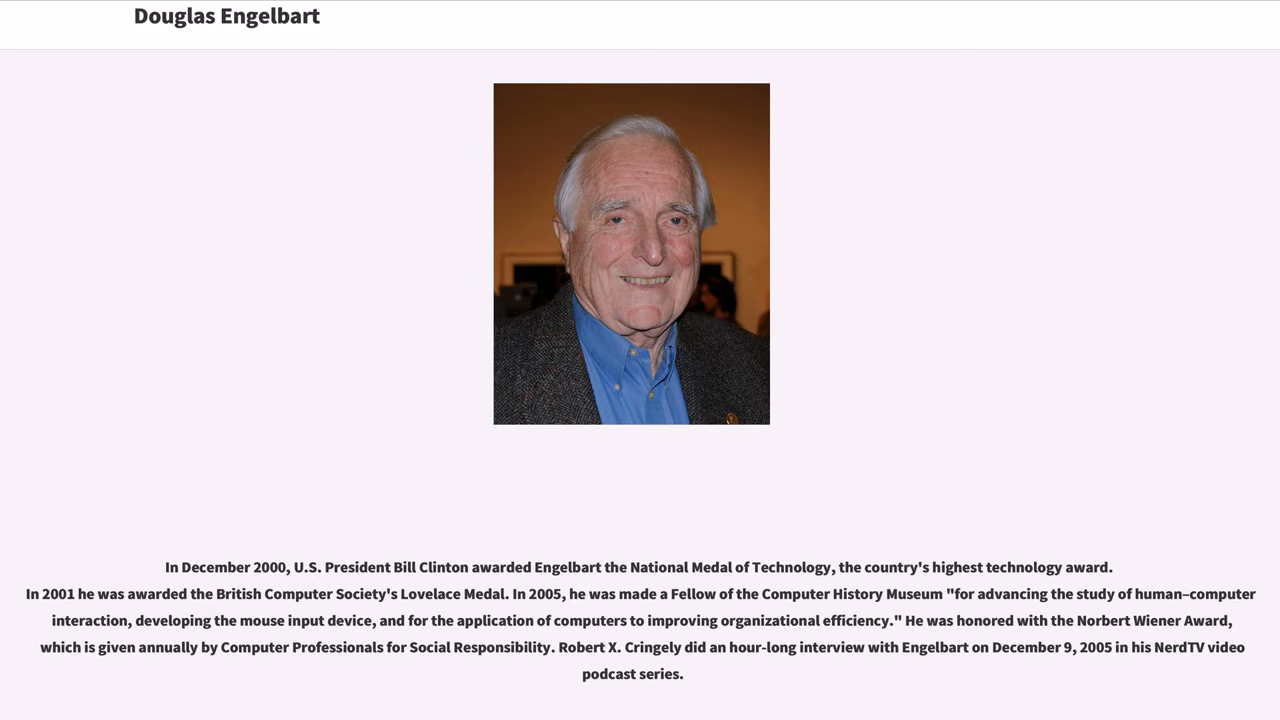 Douglas Engelbart
In December 2000, U.S. President Bill Clinton awarded Engelbart the National Medal of Technology, the country's highest technology award.
In 2001 he was awarded the British Computer Society's Lovelace Medal. In 2005, he was made a Fellow of the Computer History Museum "for advancing the study of human–computer
interaction, developing the mouse input device, and for the application of computers to improving organizational efficiency." He was honored with the Norbert Wiener Award,
which is given annually by Computer Professionals for Social Responsibility. Robert X. Cringely did an hour-long interview with Engelbart on December 9, 2005 in his NerdTV video
podcast series.